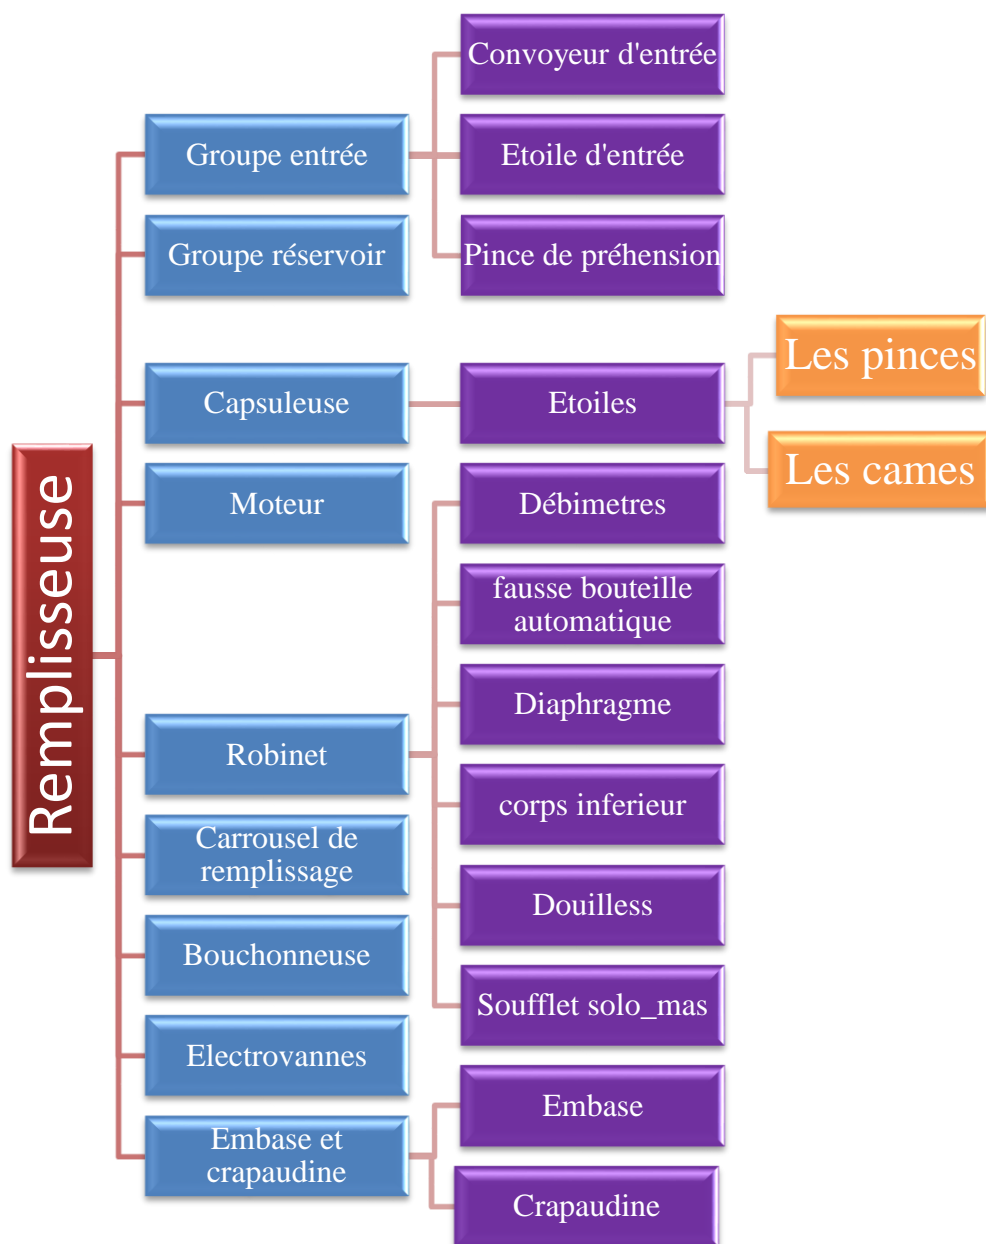 Remplisseuse
Groupe entrée
Convoyeur d'entrée
Etoile d'entrée
Pince de préhension
Groupe réservoir
Capsuleuse
Etoiles
Les pinces
Les cames
Moteur
Robinet
Débimetres
fausse bouteille
automatique
Diaphragme
corps inferieur
Douilless
Soufflet solo_mas
Carrousel de
remplissage
Bouchonneuse
Electrovannes
Embase et
crapaudine
Embase
Crapaudine